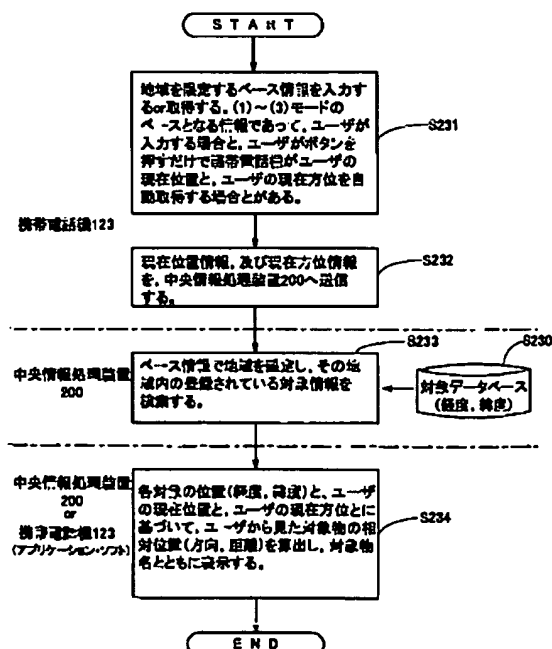 START
地域を限定するベース情報を入力す
るor取得する。(1)～(3)モードの
ベースとなる情報であって、ユーザが
入力する場合と、ユーザがボタンを
押すだけで携帯電話機がユーザの
現在位置と、ユーザの現在方位を自
動取得する場合とがある。
S231
携帯電話機123
現在位置情報,及び現在方位情報
を,中央情報処理装置200へ送信
する。
S232
S233
S230
中央情報処理装置
200
ベース情報で地域を限定し,その地
域内の登録されている対象情報を
検索する。
対象データベース
(経度,緯度)
中央情報処理装置
200
or
携帯電話機123
(アプリケーション・ソフト)
各対象の位置(経度,緯度)と、ユーザ
の現在位置と、ユーザの現在方位とに
基づいて、ユーザから見た対象物の相
対位置(方向,距離)を算出し,対象物
名とともに表示する。
S234
END